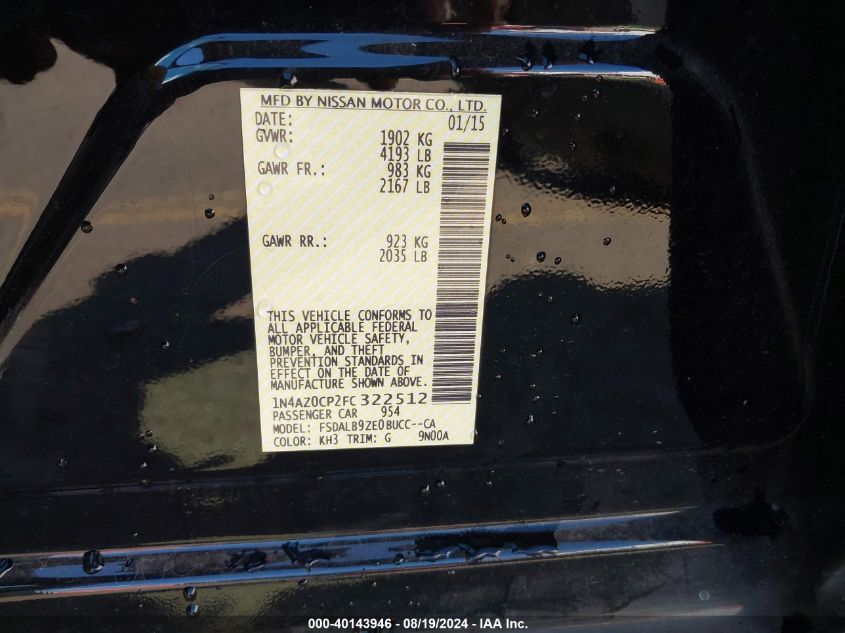 MFD BY NISSAN MOTOR CO., LTD.
DATE: 01/15
GVWR: 1902 KG
4193 LB
GAWR FR.: 983 KG
2167 LB
GAWR RR.: 923 KG
2035 LB
THIS VEHICLE CONFORMS TO
ALL APPLICABLE FEDERAL
MOTOR VEHICLE SAFETY,
BUMPER, AND THEFT
PREVENTION STANDARDS IN
EFFECT ON THE DATE OF
MANUFACTURE SHOWN ABOVE.
1N4AZ0CP2FC 322512
PASSENGER CAR 954
MODEL: FSDALB9ZE0BUCC--CA
COLOR: KH3 TRIM: G 9N00A
000-40143946 - 08/19/2024 - IAA Inc.